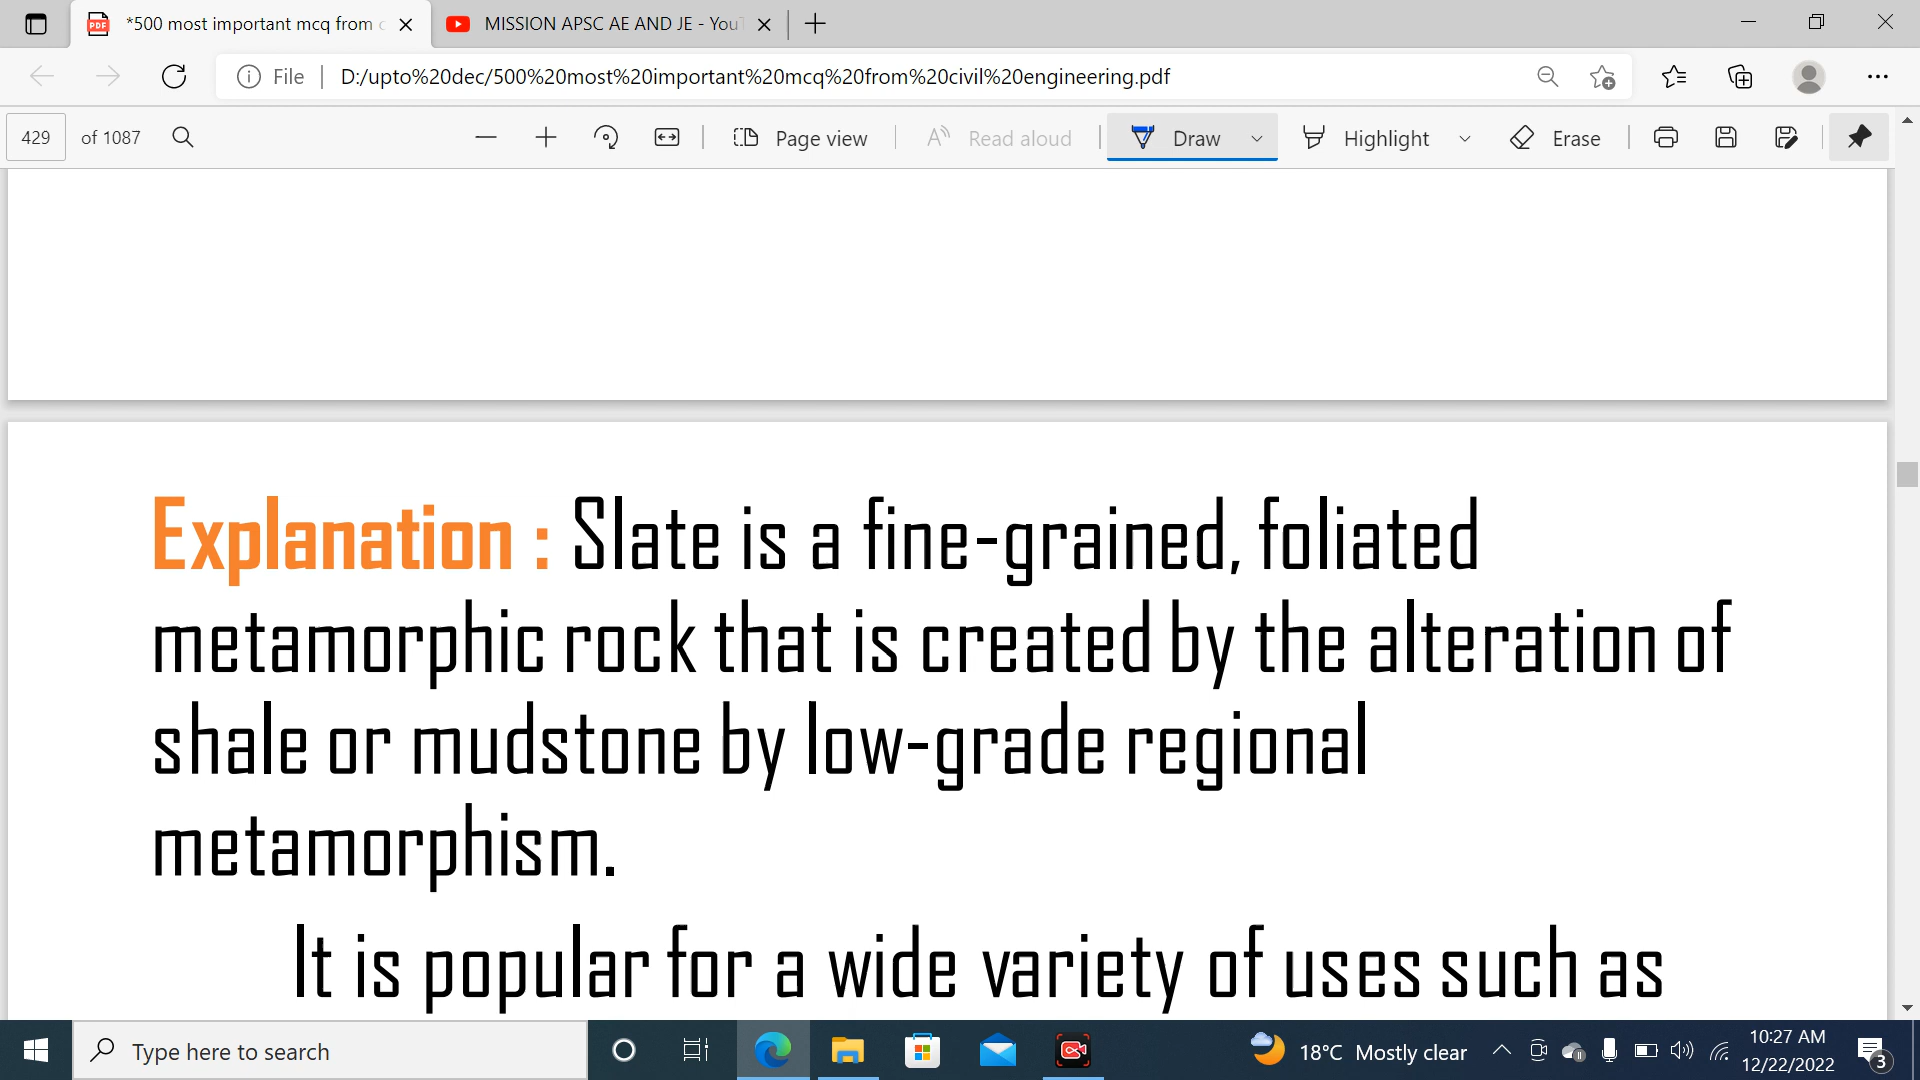 *500 most important mcq from
MISSION APSC AE AND JE - You
File
D:/upto%20dec/500%20most%20important%20mcq%20from%20civil%20engineering.pdf
429 of 1087
Page view
Read aloud
Draw
Highlight
Erase
Explanation : Slate is a fine-grained, foliated
metamorphic rock that is created by the alteration of
shale or mudstone by low-grade regional
metamorphism.
It is popular for a wide variety of uses such as
Type here to search
18°C Mostly clear
10:27 AM
12/22/2022
3